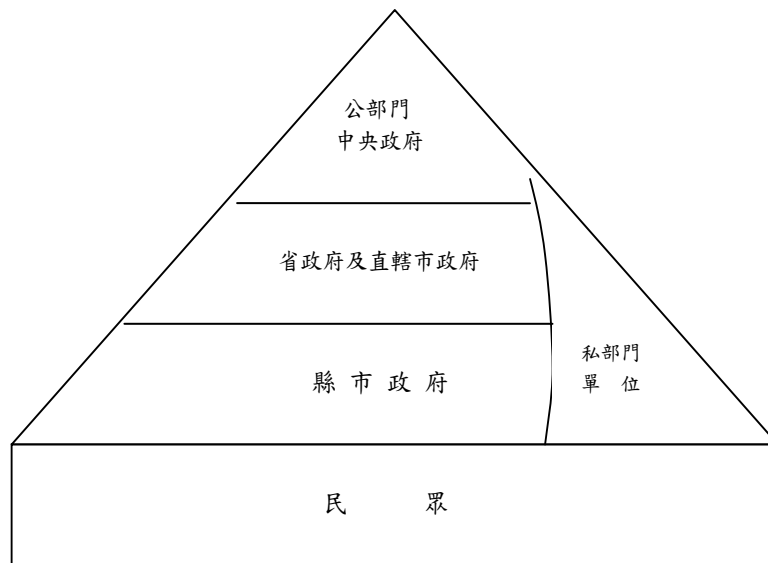 公部門
中央政府
省政府及直轄市政府
縣市政府
私部門
單位
民眾